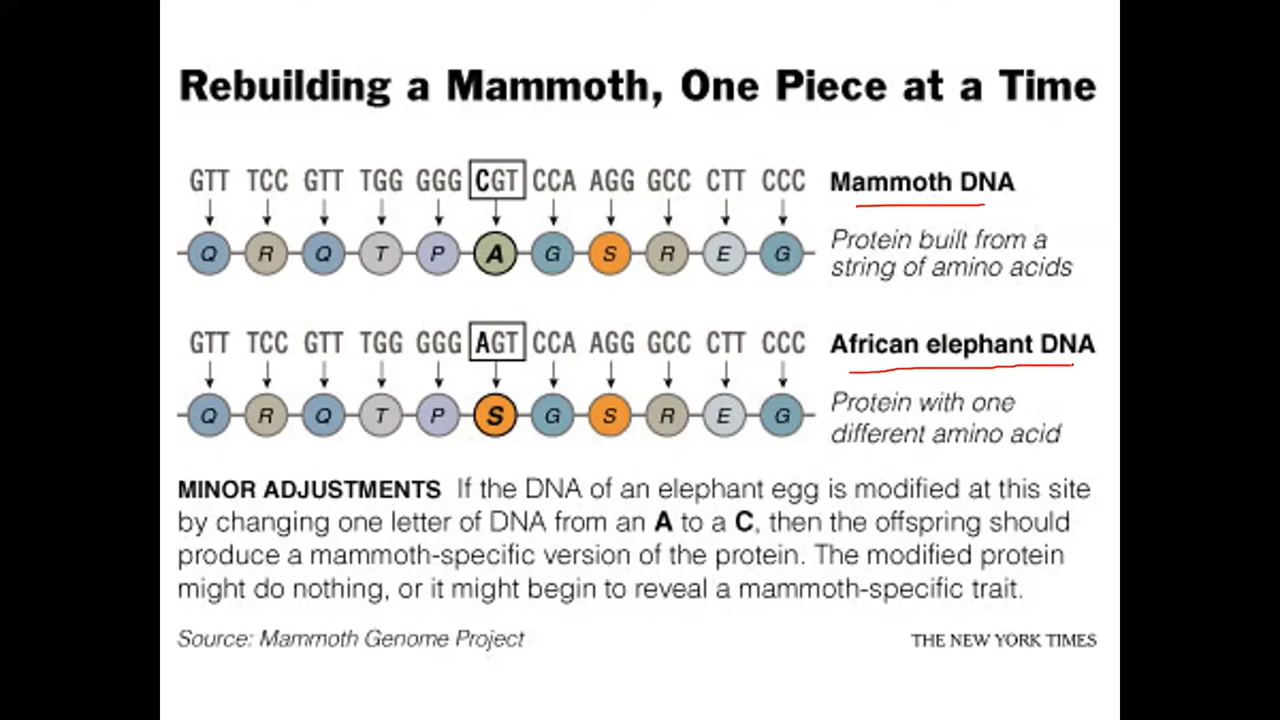 Rebuilding a Mammoth, One Piece at a Time
GTT TCC GTT TGG GGG CGT CCA AGG GCC CTT CCC Mammoth DNA
Q R Q T P A G S R E G
Protein built from a
string of amino acids
GTT TCC GTT TGG GGG AGT CCA AGG GCC CTT CCC African elephant DNA
Q R Q T P S G S R E G
Protein with one
different amino acid
MINOR ADJUSTMENTS If the DNA of an elephant egg is modified at this site
by changing one letter of DNA from an A to a C, then the offspring should
produce a mammoth-specific version of the protein. The modified protein
might do nothing, or it might begin to reveal a mammoth-specific trait.
Source: Mammoth Genome Project
THE NEW YORK TIMES